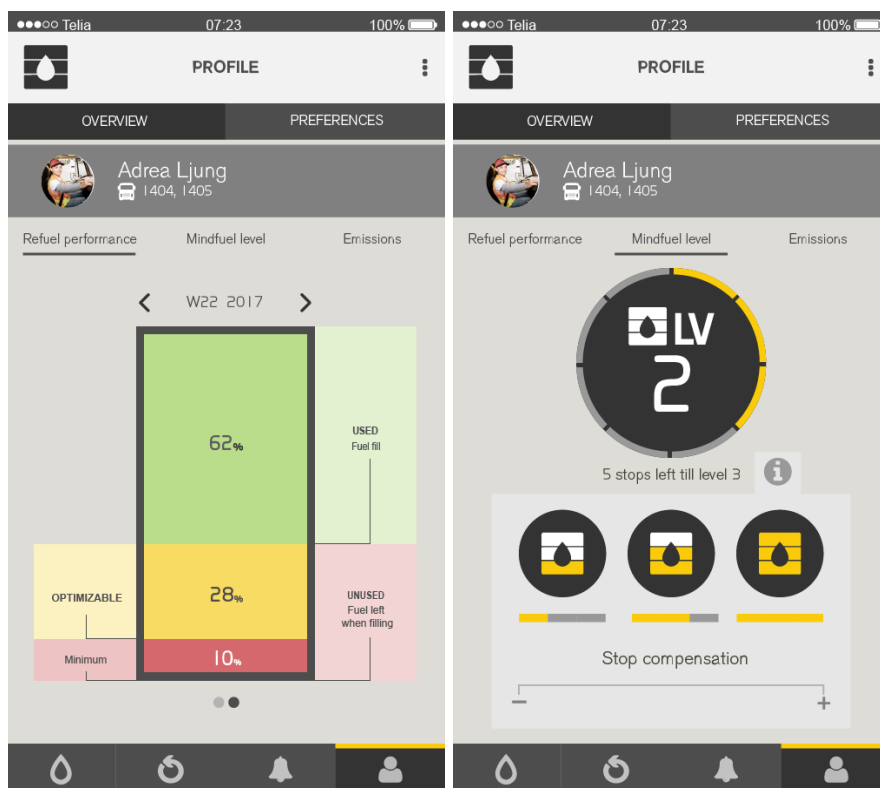 Telia 07:23 100%
PROFILE
OVERVIEW PREFERENCES
Adrea Ljung
1404, 1405
Refuel performance Mindfuel level Emissions
W22 2017
62%
USED
Fuel fill
OPTIMIZABLE
28%
UNUSED
Fuel left
when filling
Minimum
10%
Telia 07:23 100%
PROFILE
OVERVIEW PREFERENCES
Adrea Ljung
1404, 1405
Refuel performance Mindfuel level Emissions
LV
2
5 stops left till level 3
i
Stop compensation
− +